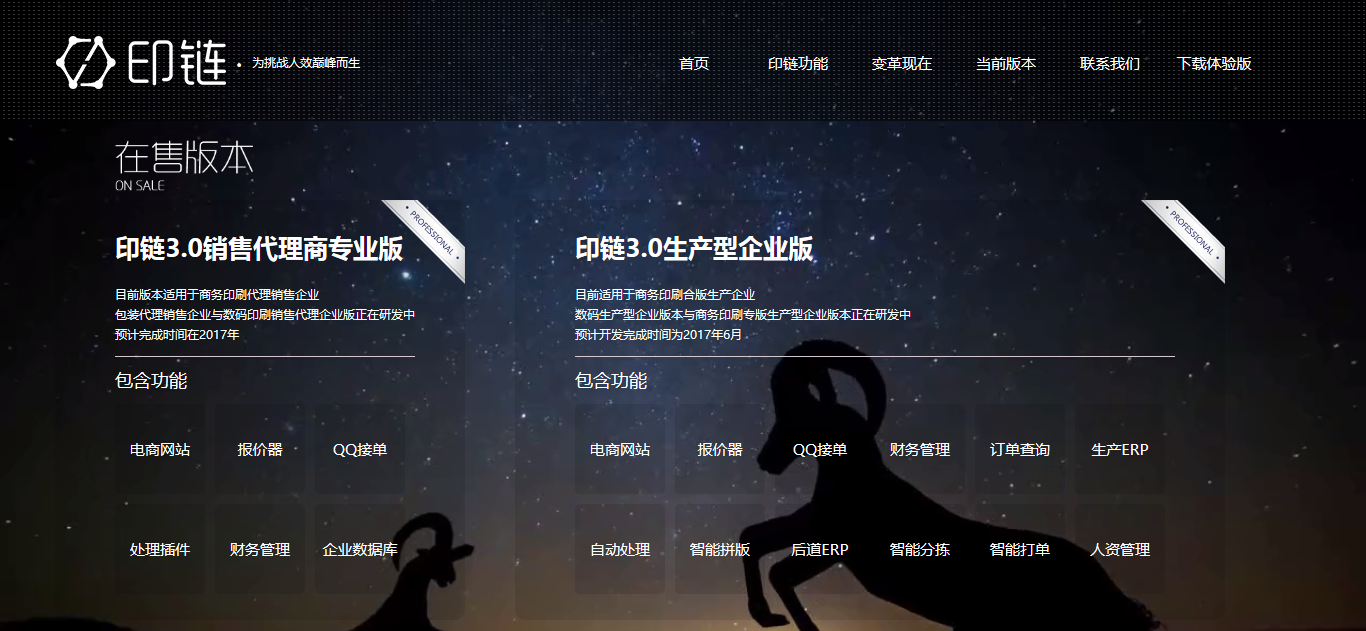 印链·为挑战人效巅峰而生
首页 印链功能 变革现在 当前版本 联系我们 下载体验版
在售版本
ON SALE
印链3.0销售代理商专业版
PROFESSIONAL
目前版本适用于商务印刷代理销售企业
包装代理销售企业与数码印刷销售代理企业版正在研发中
预计完成时间在2017年
包含功能
电商网站 报价器 QQ接单
处理插件 财务管理 企业数据库
印链3.0生产型企业版
PROFESSIONAL
目前适用于商务印刷合版生产企业
数码生产型企业版本与商务印刷专版生产型企业版本正在研发中
预计开发完成时间为2017年6月
包含功能
电商网站 报价器 QQ接单 财务管理 订单查询 生产ERP
自动处理 智能拼版 后道ERP 智能分拣 智能打单 人资管理